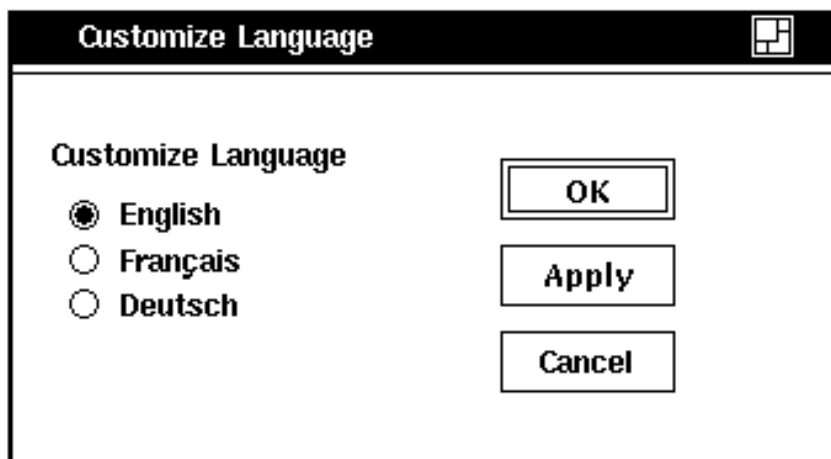 Customize Language
Customize Language
English
Français
Deutsch
OK
Apply
Cancel